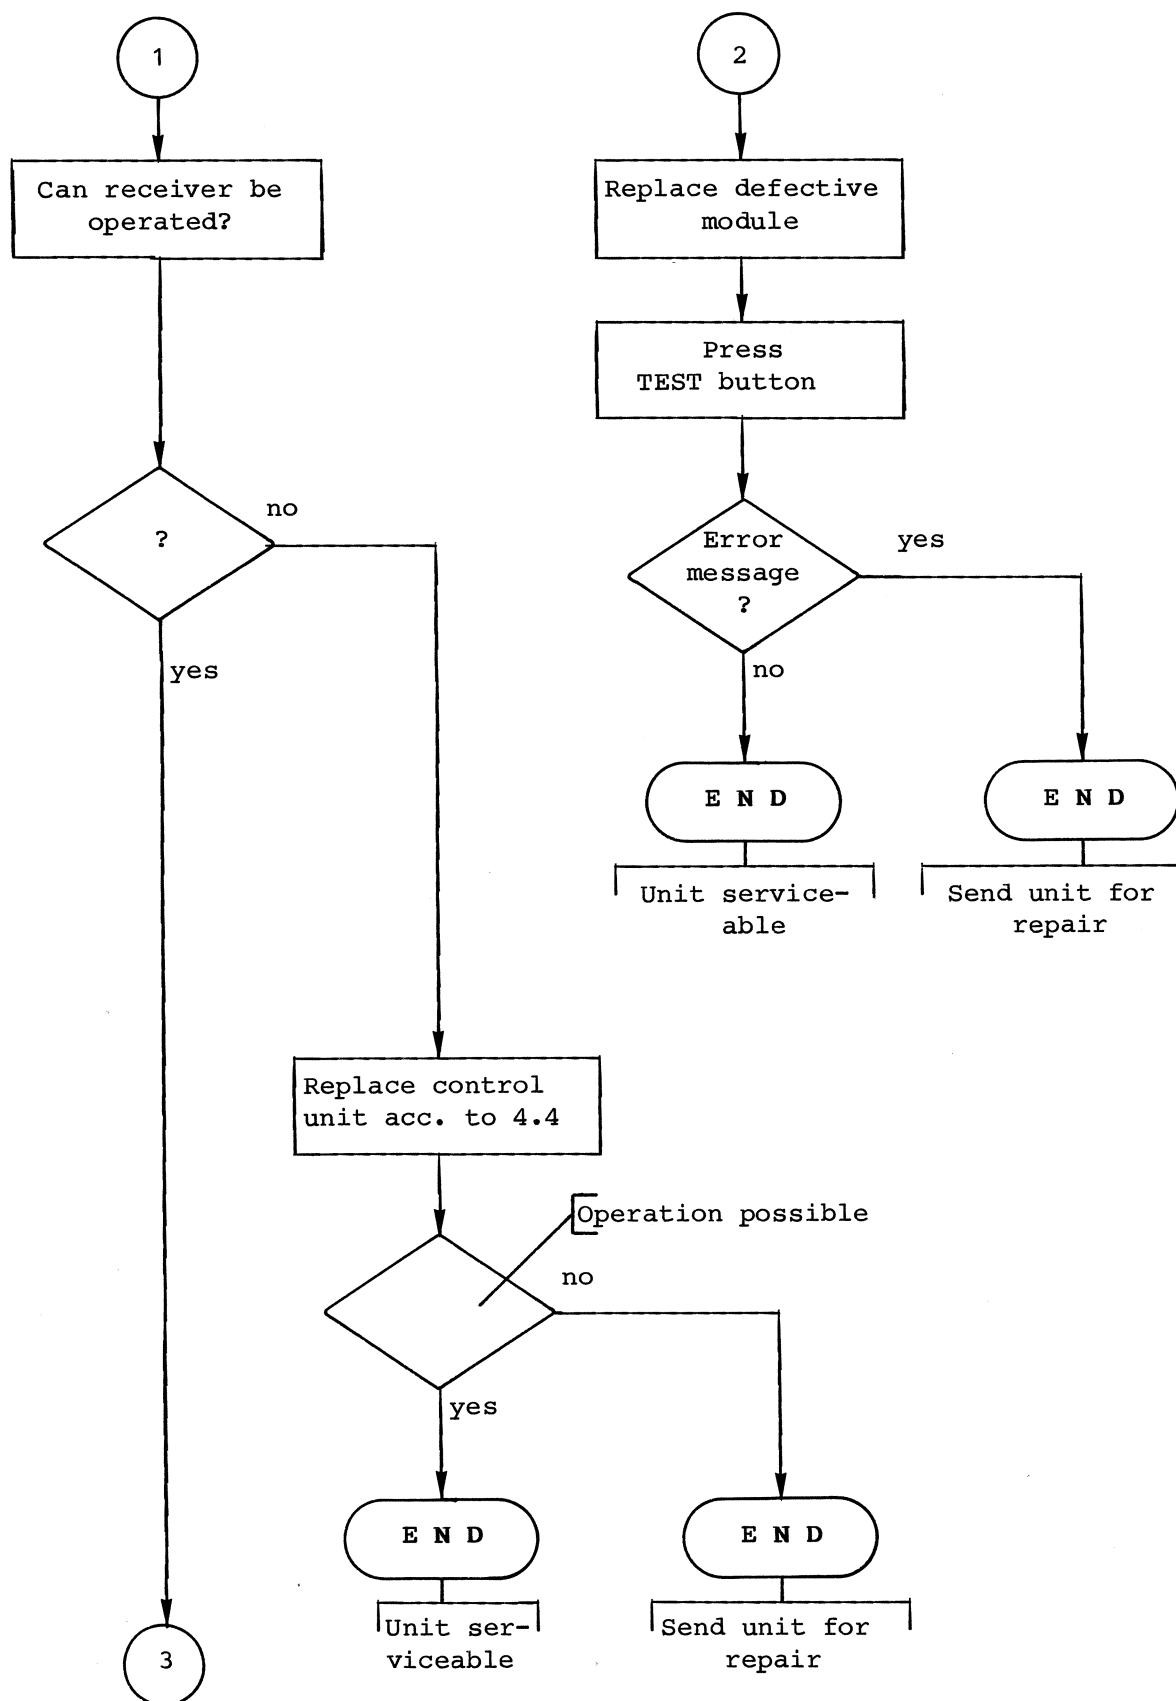 1
Can receiver be
operated?
?
no
yes
Replace control
unit acc. to 4.4
Operation possible
no
yes
E N D
Unit ser-
viceable
E N D
Send unit for
repair
3
2
Replace defective
module
Press
TEST button
Error
message
?
yes
no
E N D
Unit service-
able
E N D
Send unit for
repair